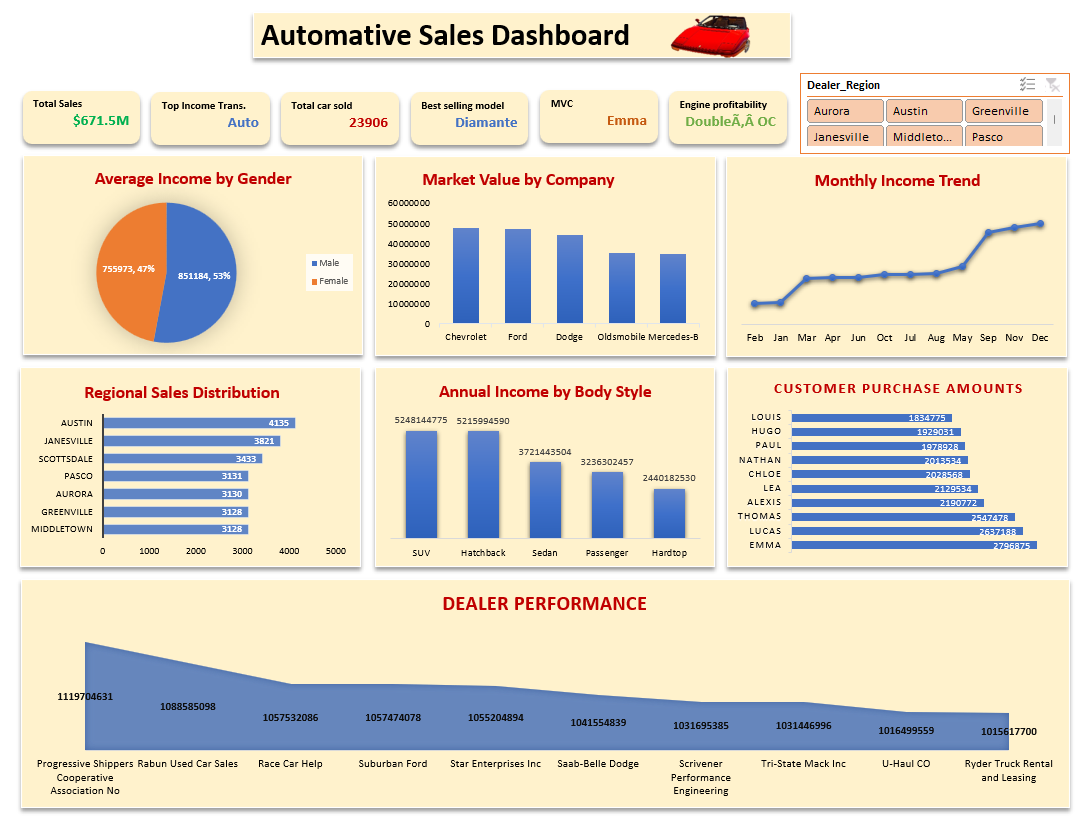 Automative Sales Dashboard
Total Sales
$671.5M
Top Income Trans.
Auto
Total car sold
23906
Best selling model
Diamante
MVC
Emma
Engine profitability
DoubleÃ‚Â OC
Dealer_Region
Aurora
Austin
Greenville
Janesville
Middleto...
Pasco
Average Income by Gender
755973, 47%
851184, 53%
Male
Female
Market Value by Company
60000000
50000000
40000000
30000000
20000000
10000000
0
Chevrolet Ford Dodge Oldsmobile Mercedes-B
Monthly Income Trend
Feb Jan Mar Apr Jun Oct Jul Aug May Sep Nov Dec
Regional Sales Distribution
AUSTIN 4135
JANESVILLE 3821
SCOTTSDALE 3433
PASCO 3131
AURORA 3130
GREENVILLE 3128
MIDDLETOWN 3128
0 1000 2000 3000 4000 5000
Annual Income by Body Style
5248144775 5215994590 3721443504 3236302457 2440182530
SUV Hatchback Sedan Passenger Hardtop
CUSTOMER PURCHASE AMOUNTS
LOUIS 1834775
HUGO 1929031
PAUL 1978928
NATHAN 2013534
CHLOE 2028568
LEA 2129534
ALEXIS 2190772
THOMAS 2547478
LUCAS 2637188
EMMA 2796875
DEALER PERFORMANCE
1119704631 1088585098 1057532086 1057474078 1055204894 1041554839 1031695385 1031446996 1016499559 1015617700
Progressive Shippers Cooperative Association No
Rabun Used Car Sales
Race Car Help
Suburban Ford
Star Enterprises Inc
Saab-Belle Dodge
Scrivener Performance Engineering
Tri-State Mack Inc
U-Haul CO
Ryder Truck Rental and Leasing